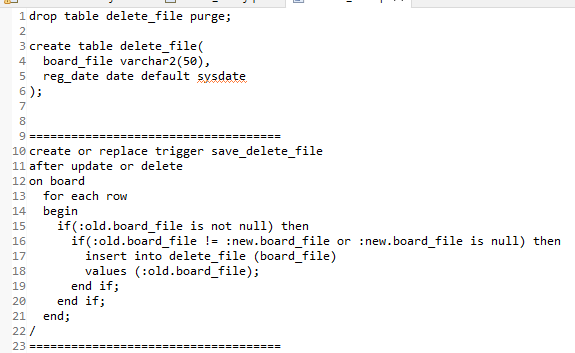 1 drop table delete_file purge;
2
3 create table delete_file(
4   board_file varchar2(50),
5   reg_date date default sysdate
6 );
7
8
9 ====================================
10 create or replace trigger save_delete_file
11 after update or delete
12 on board
13   for each row
14   begin
15     if(:old.board_file is not null) then
16       if(:old.board_file != :new.board_file or :new.board_file is null) then
17         insert into delete_file (board_file)
18         values (:old.board_file);
19       end if;
20     end if;
21   end;
22 /
23 ====================================